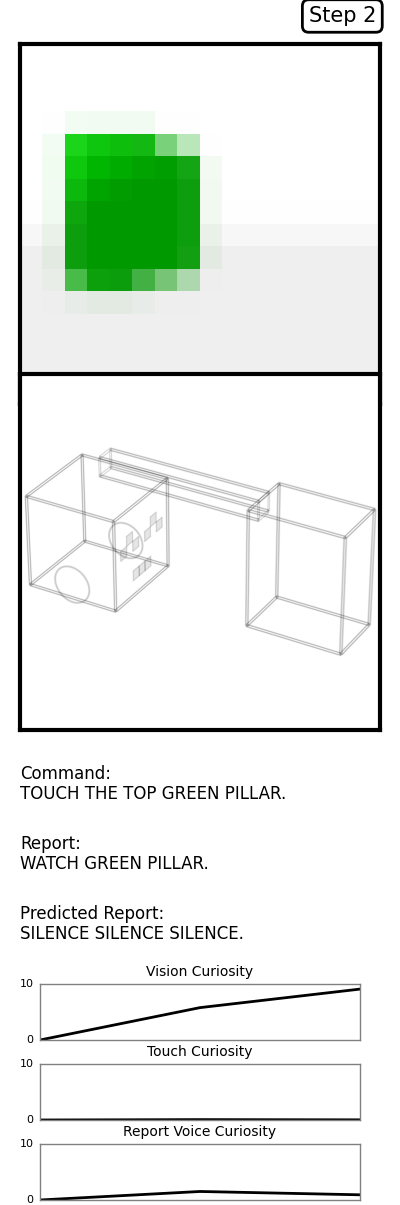 Step 2
Command:
TOUCH THE TOP GREEN PILLAR.
Report:
WATCH GREEN PILLAR.
Predicted Report:
SILENCE SILENCE SILENCE.
Vision Curiosity
10
0
Touch Curiosity
10
0
Report Voice Curiosity
10
0